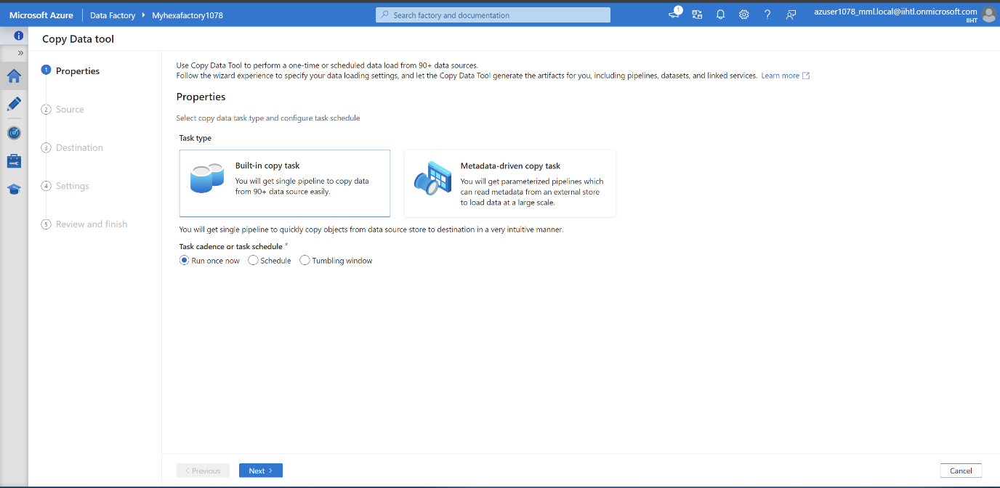 Microsoft Azure
Data Factory
Myhexafactory1078
Search factory and documentation
1
azuser1078_mml.local@iihtl.onmicrosoft.com
IIHT
Copy Data tool
1 Properties
2 Source
3 Destination
4 Settings
5 Review and finish
Use Copy Data Tool to perform a one-time or scheduled data load from 90+ data sources.
Follow the wizard experience to specify your data loading settings, and let the Copy Data Tool generate the artifacts for you, including pipelines, datasets, and linked services. Learn more
Properties
Select copy data task type and configure task schedule
Task type
Built-in copy task
You will get single pipeline to copy data
from 90+ data source easily.
Metadata-driven copy task
You will get parameterized pipelines which
can read metadata from an external store
to load data at a large scale.
You will get single pipeline to quickly copy objects from data source store to destination in a very intuitive manner.
Task cadence or task schedule *
Run once now
Schedule
Tumbling window
< Previous
Next >
Cancel